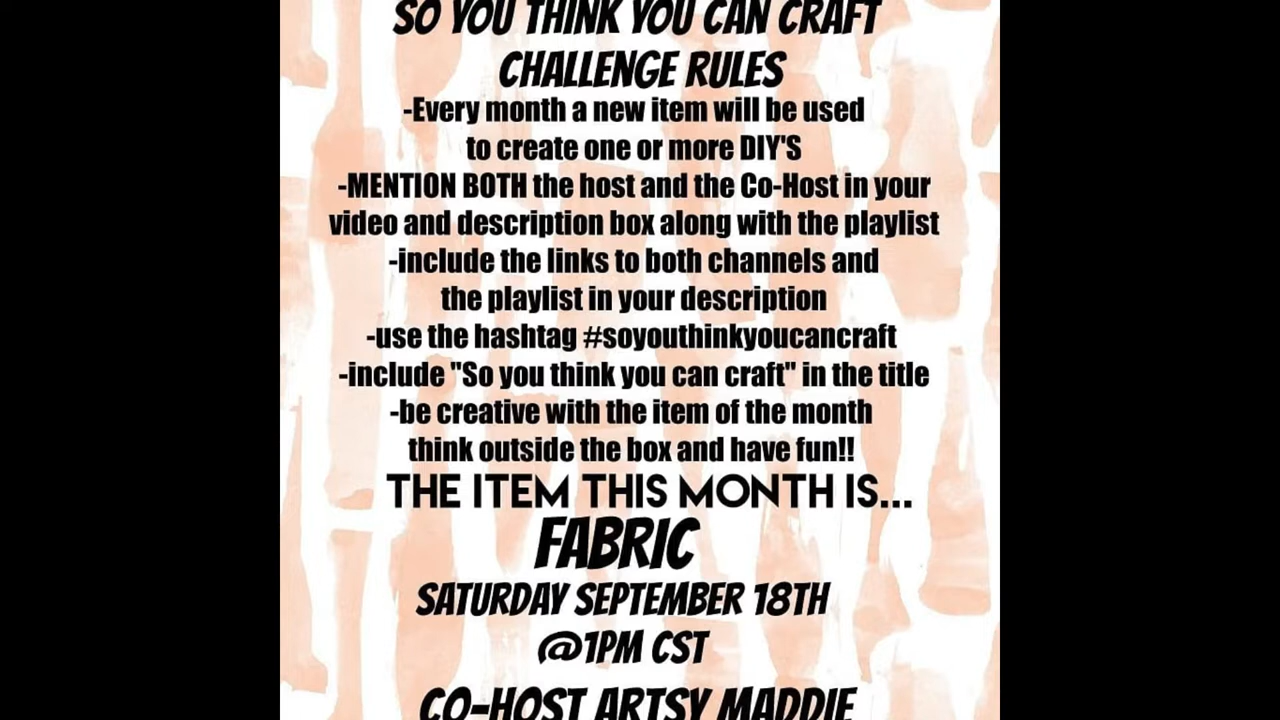 SO YOU THINK YOU CAN CRAFT
CHALLENGE RULES
-Every month a new item will be used
to create one or more DIY'S
-MENTION BOTH the host and the Co-Host in your
video and description box along with the playlist
-include the links to both channels and
the playlist in your description
-use the hashtag #soyouthinkyoucancraft
-include "So you think you can craft" in the title
-be creative with the item of the month
think outside the box and have fun!!
THE ITEM THIS MONTH IS...
FABRIC
SATURDAY SEPTEMBER 18TH
@1PM CST
CO-HOST ARTSY MADDIE